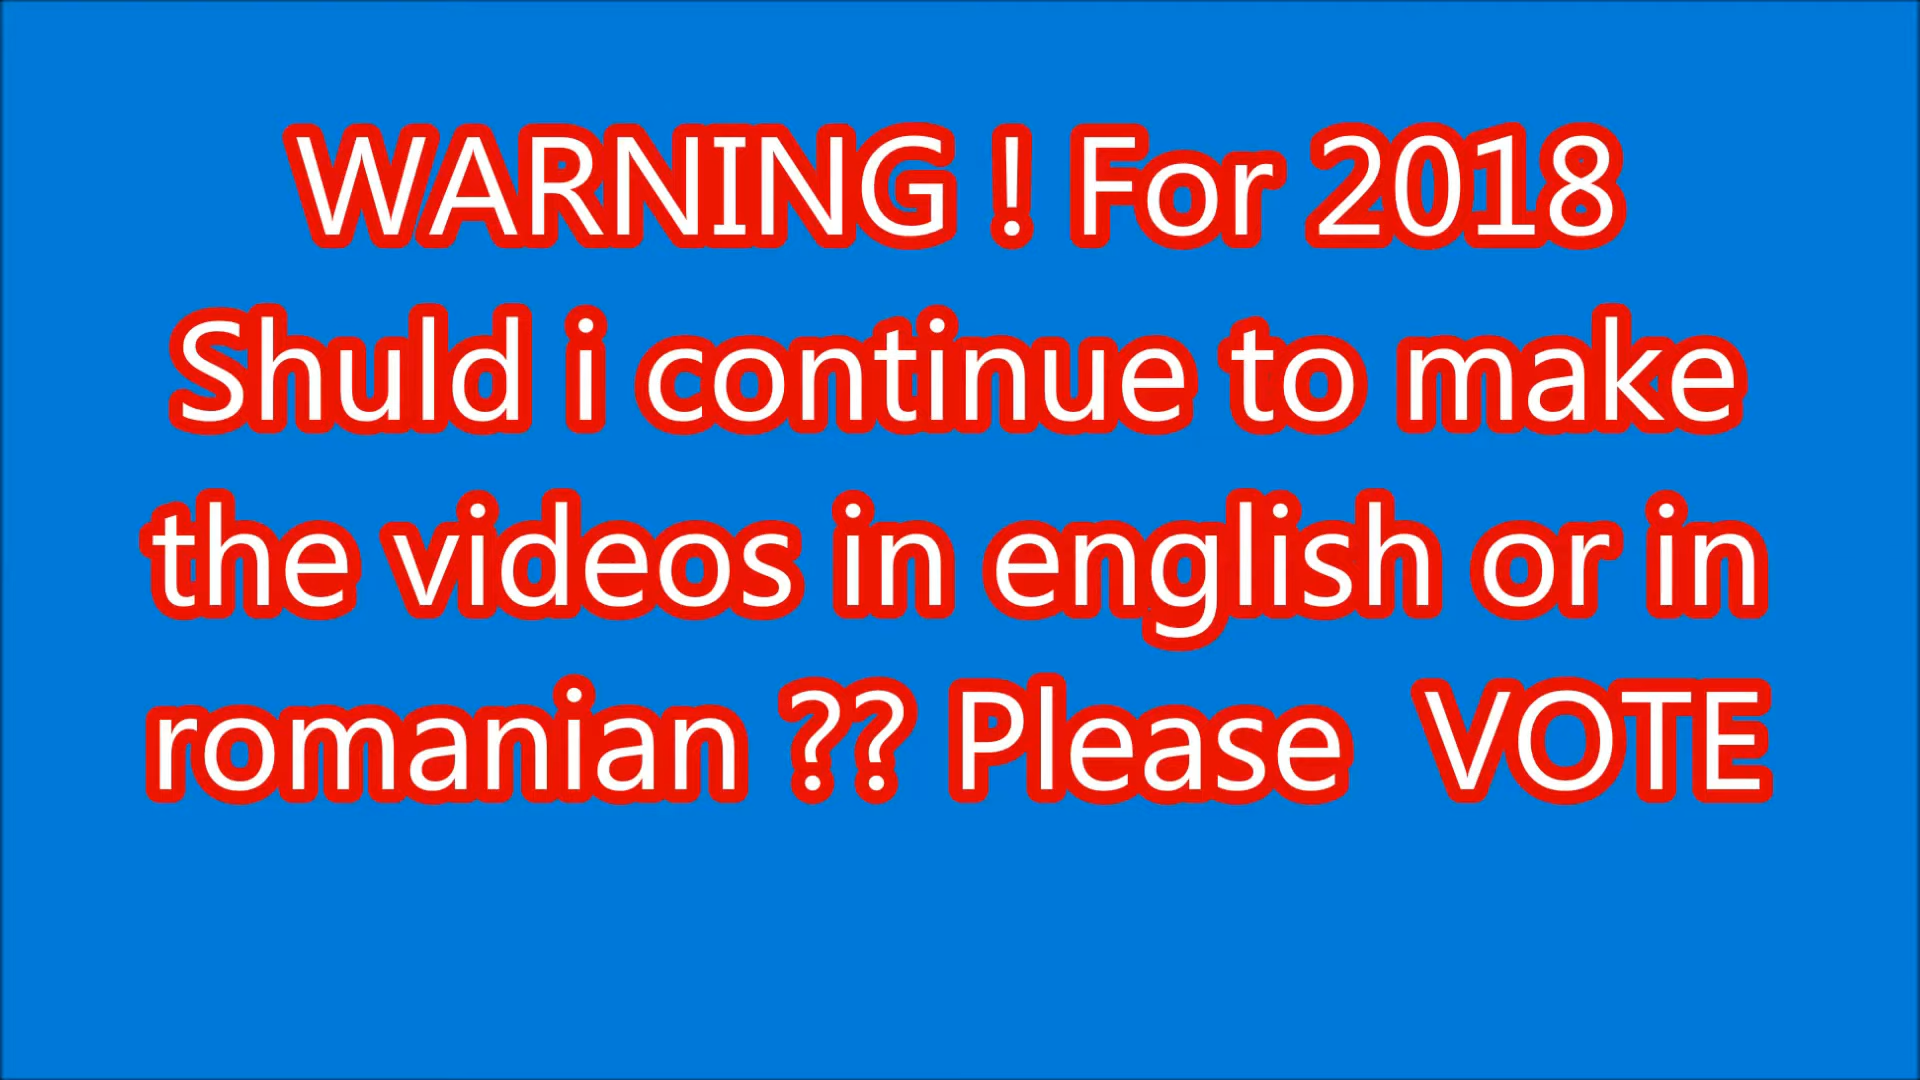 WARNING ! For 2018
Shuld i continue to make
the videos in english or in
romanian ?? Please  VOTE